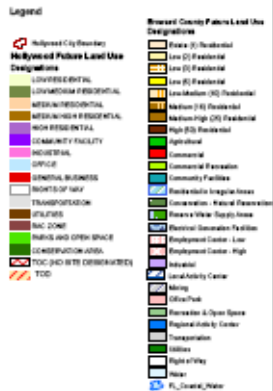 Legend
Hollywood City Boundary
Hollywood Future Land Use
Designations
LOW RESIDENTIAL
LOW MEDIUM RESIDENTIAL
MEDIUM RESIDENTIAL
MEDIUM HIGH RESIDENTIAL
HIGH RESIDENTIAL
COMMUNITY FACILITY
INDUSTRIAL
OFFICE
GENERAL BUSINESS
RIGHTS OF WAY
TRANSPORTATION
UTILITIES
RAC ZONE
PARKS AND OPEN SPACE
CONSERVATION AREA
TOC (NO SITE DESIGNATED)
TOD
Broward County Future Land Use
Designations
Estate (1) Residential
Low (2) Residential
Low (3) Residential
Low (5) Residential
Low-Medium (10) Residential
Medium (16) Residential
Medium-High (25) Residential
High (50) Residential
Agricultural
Commercial
Commercial Recreation
Community Facilities
Residential in Irregular Areas
Conservation - Natural Reservation
Reserve Water Supply Areas
Electrical Generation Facilities
Employment Center - Low
Employment Center - High
Industrial
Local Activity Center
Mining
Office Park
Recreation & Open Space
Regional Activity Center
Transportation
Utilities
Right of Way
Water
FL_Coastal_Water